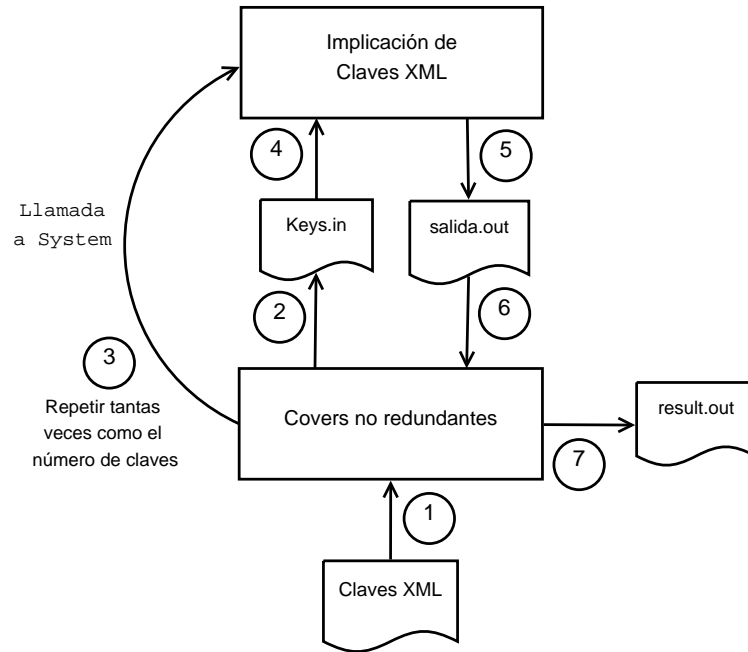 Implicación de
Claves XML
4
5
Llamada
a System
Keys.in
salida.out
2
6
3
Repetir tantas
veces como el
número de claves
Covers no redundantes
result.out
7
1
Claves XML